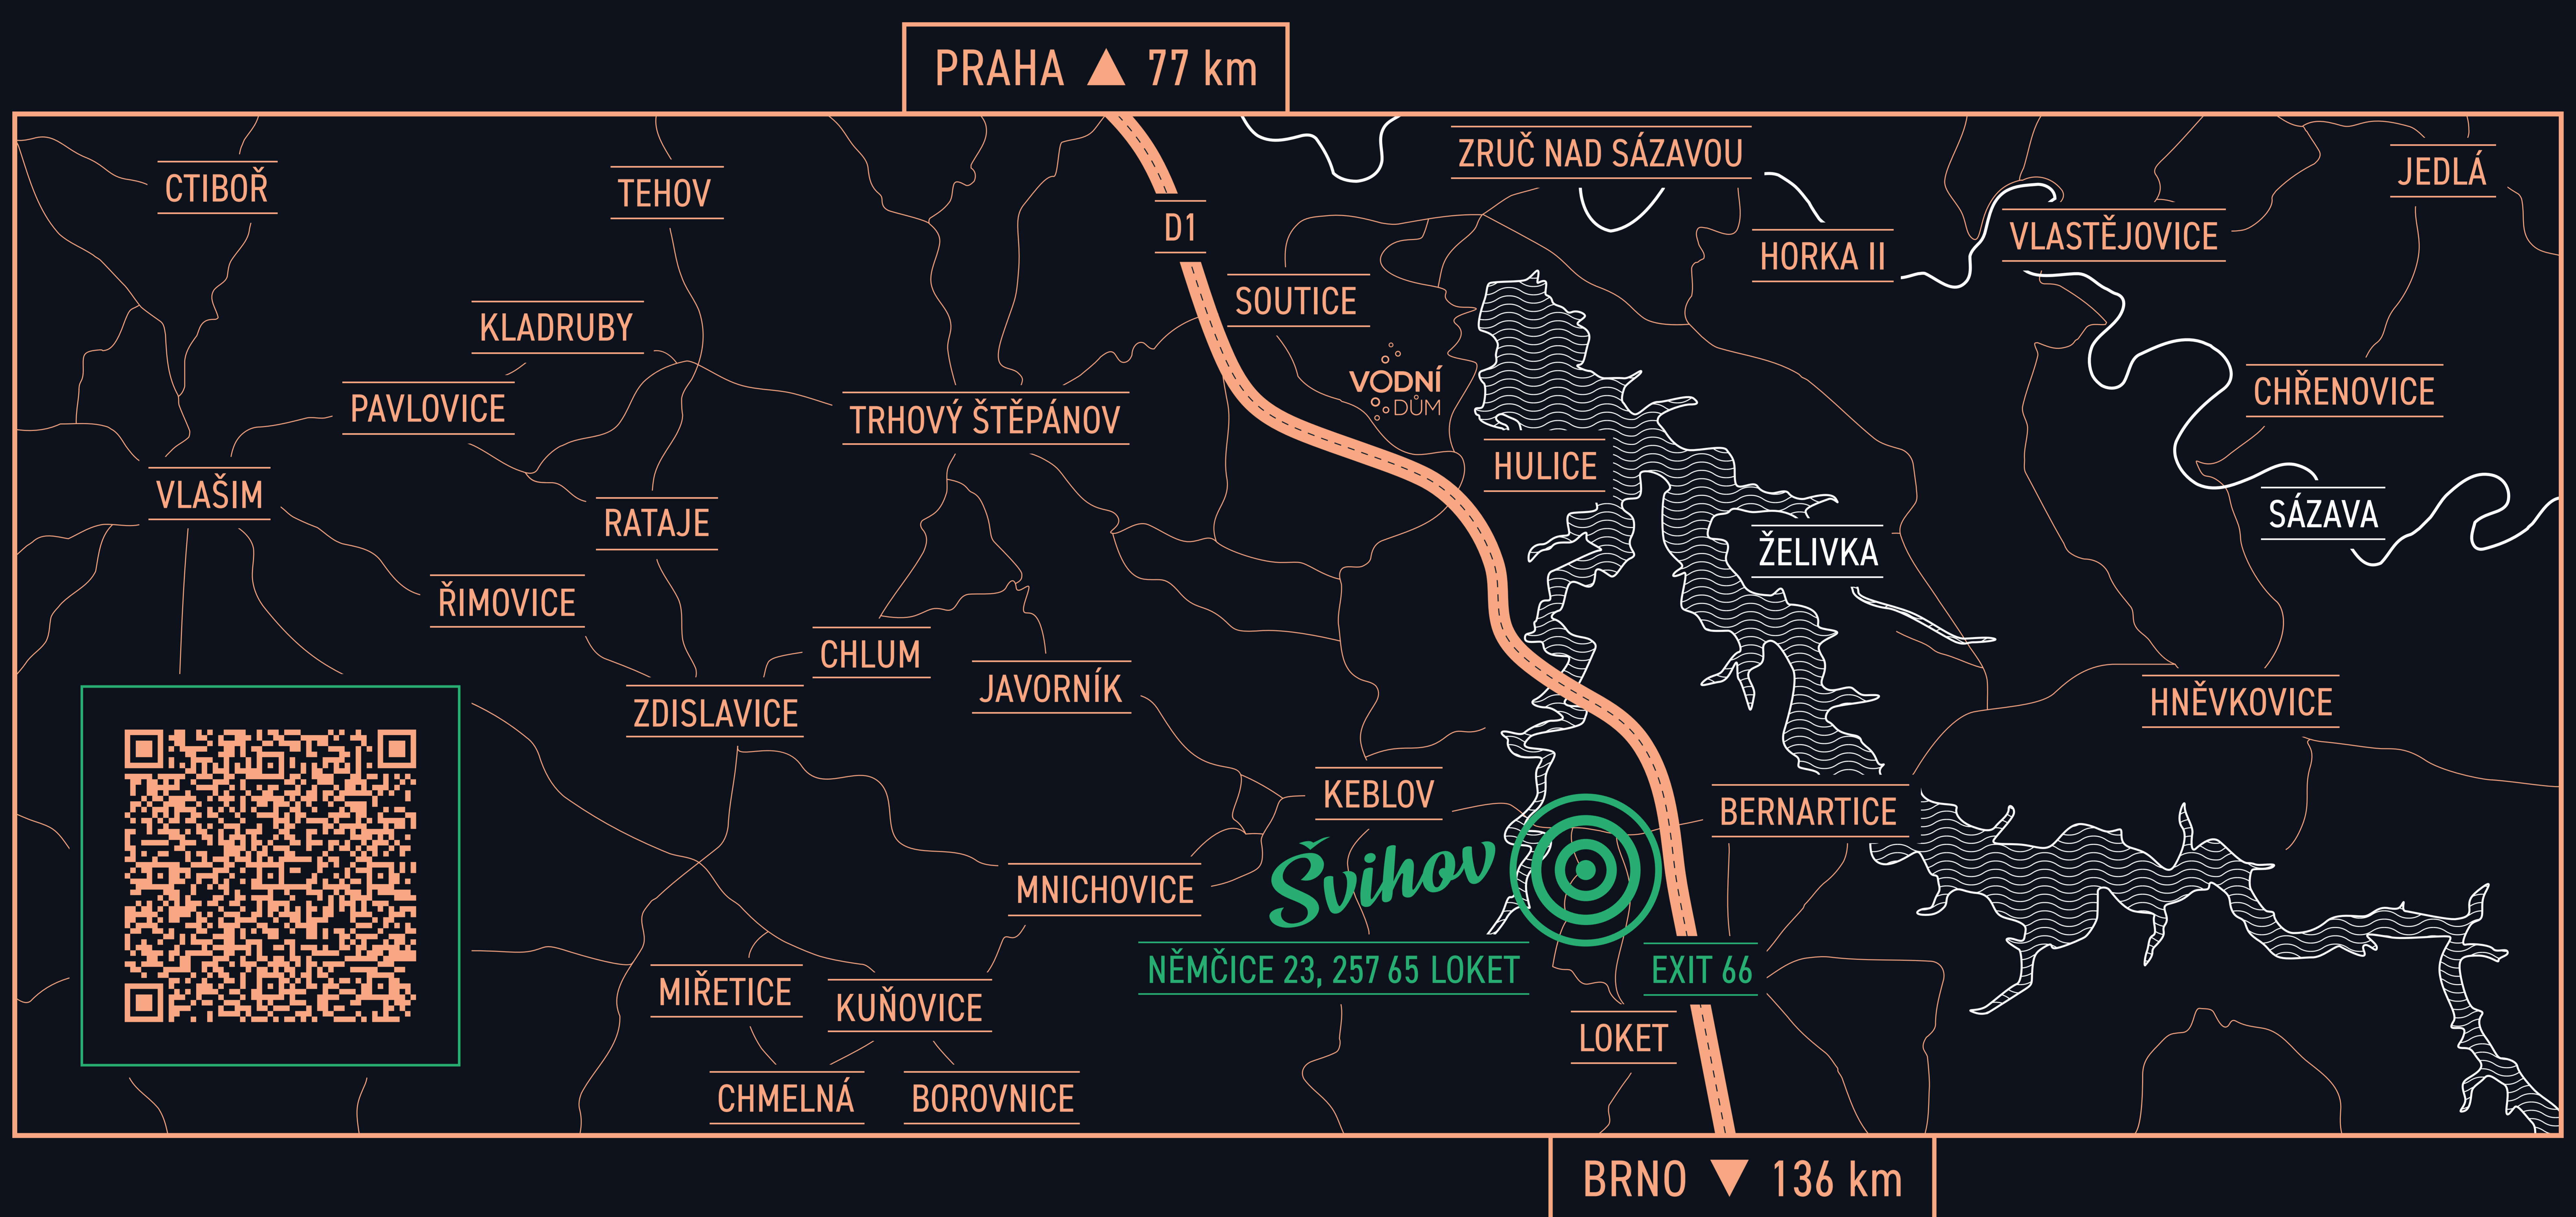 PRAHA ▲ 77 km
ZRUČ NAD SÁZAVOU
CTIBOŘ
TEHOV
JEDLÁ
D1
VLASTĚJOVICE
HORKA II
SOUTICE
KLADRUBY
VODNÍ
DŮM
PAVLOVICE
TRHOVÝ ŠTĚPÁNOV
CHŘENOVICE
HULICE
VLAŠIM
RATAJE
SÁZAVA
ŽELIVKA
ŘIMOVICE
CHLUM
JAVORNÍK
ZDISLAVICE
HNĚVKOVICE
KEBLOV
BERNARTICE
Švihov
MNICHOVICE
NĚMČICE 23, 257 65 LOKET
EXIT 66
MIŘETICE
KUŇOVICE
LOKET
CHMELNÁ
BOROVNICE
BRNO ▼ 136 km